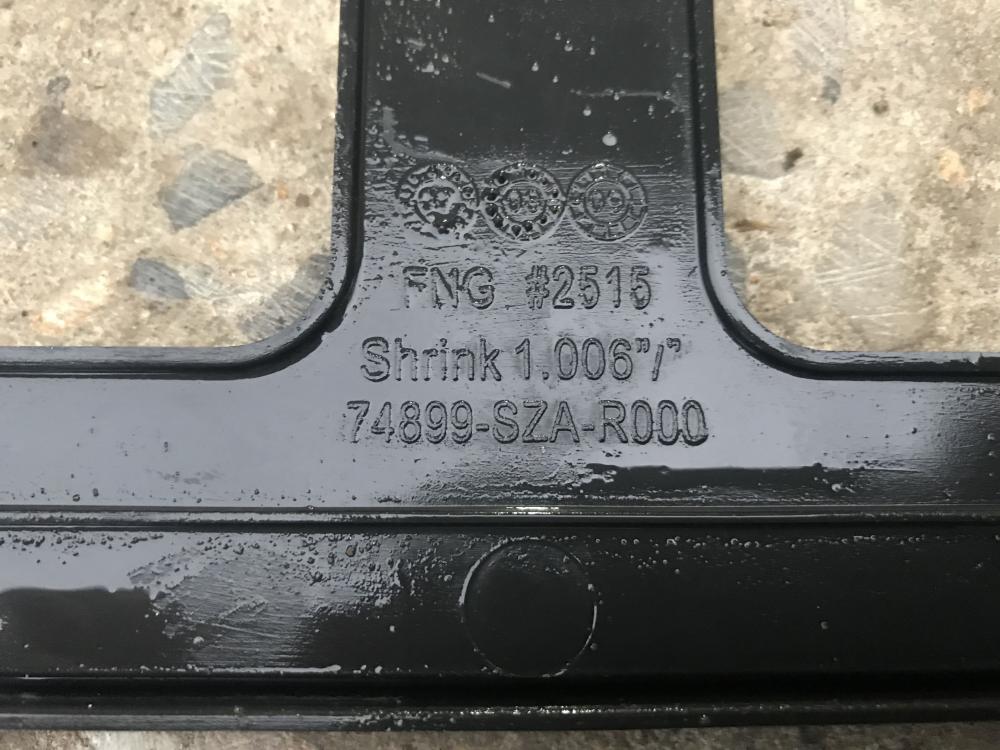 FNG #2515
Shrink 1.006"/"
74899-SZA-R000